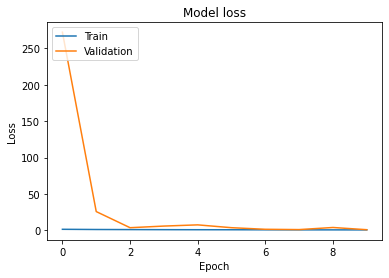 Model loss
Train
Validation
Loss
250
200
150
100
50
0
0 2 4 6 8
Epoch